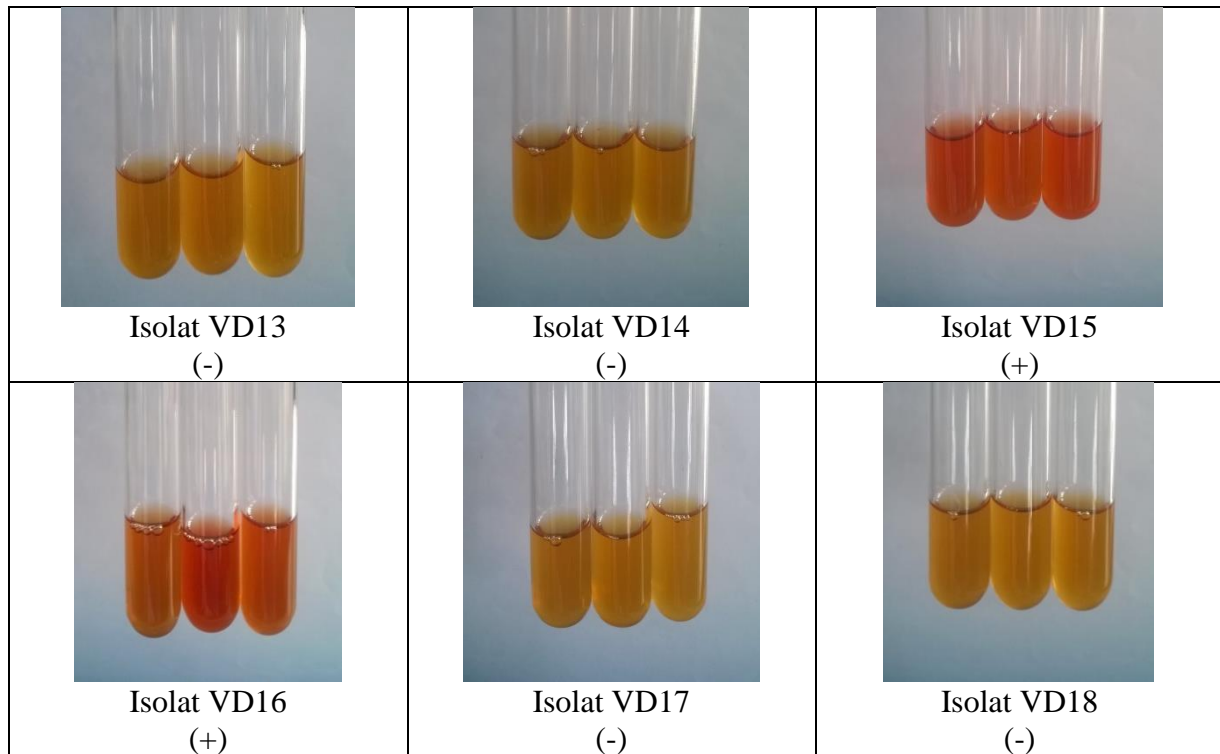 Isolat VD13
(-)
Isolat VD14
(-)
Isolat VD15
(+)
Isolat VD16
(+)
Isolat VD17
(-)
Isolat VD18
(-)